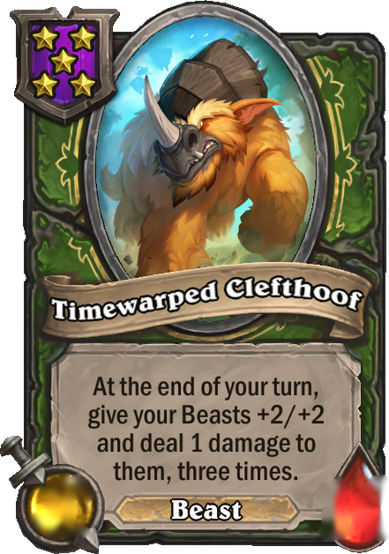 Timewarped Clefthoof
At the end of your turn,
give your Beasts +2/+2
and deal 1 damage to
them, three times.
Beast